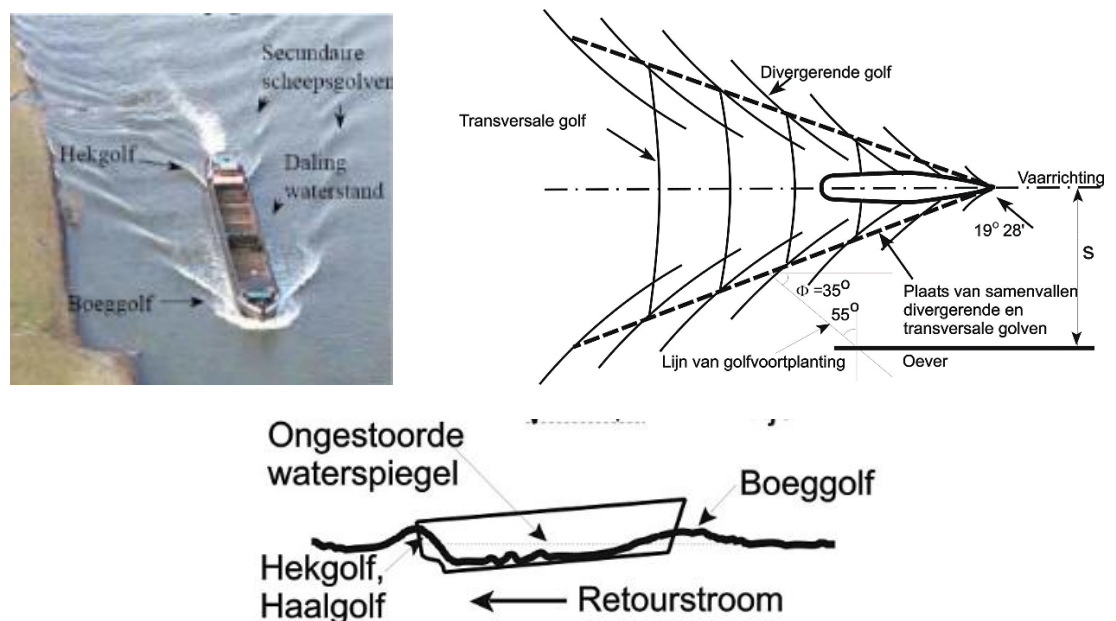 Secundaire
scheepsgolven
Hekgolf
Daling
waterstand
Boeggolf
Divergerende golf
Transversale golf
Vaarrichting
19° 28'
S
Φ =35°
55°
Plaats van samenvallen
divergerende en
transversale golven
Lijn van golfvoortplanting
Oever
Ongestoorde
waterspiegel
Boeggolf
Hekgolf,
Haalgolf
Retourstroom